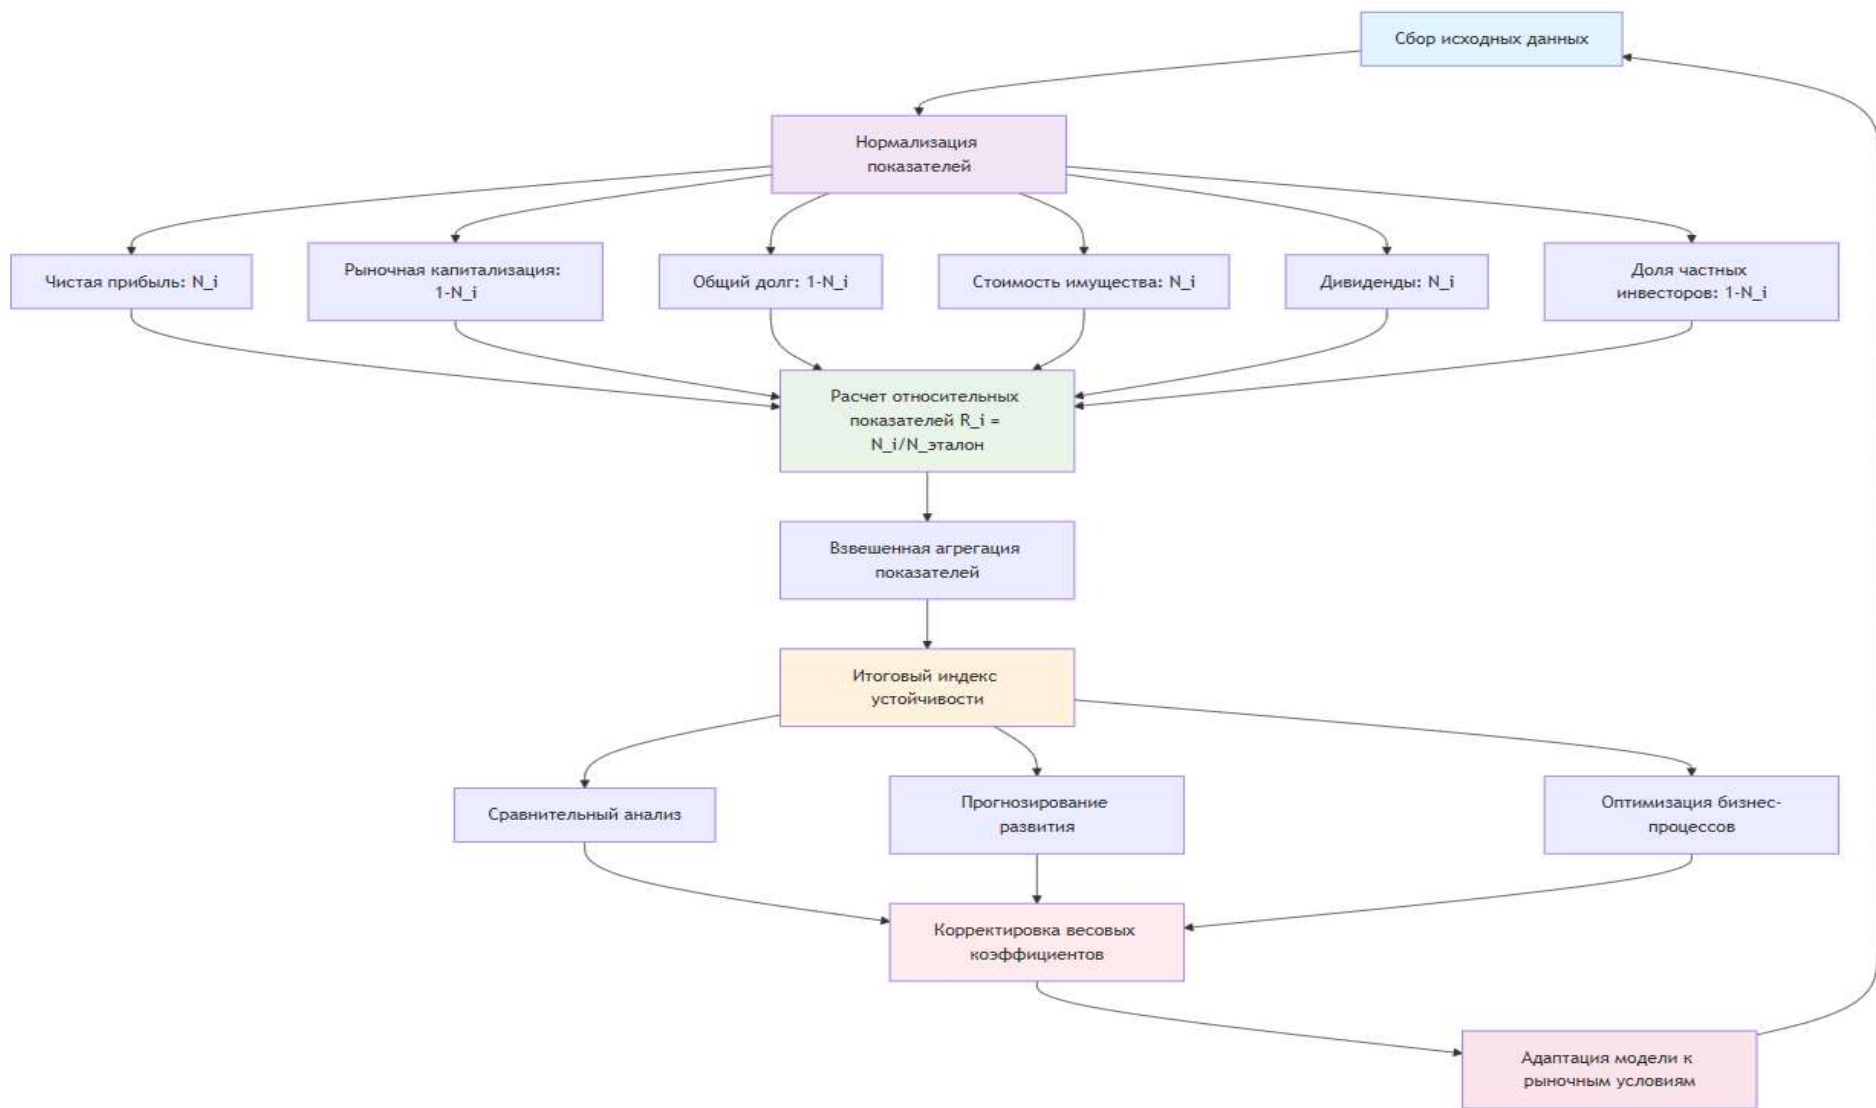 Сбор исходных данных
Нормализация
показателей
Чистая прибыль: N_i
Рыночная капитализация:
1-N_i
Общий долг: 1-N_i
Стоимость имущества: N_i
Дивиденды: N_i
Доля частных
инвесторов: 1-N_i
Расчет относительных
показателей R_i =
N_i/N_эталон
Взвешенная агрегация
показателей
Итоговый индекс
устойчивости
Сравнительный анализ
Прогнозирование
развития
Оптимизация бизнес-
процессов
Корректировка весовых
коэффициентов
Адаптация модели к
рыночным условиям